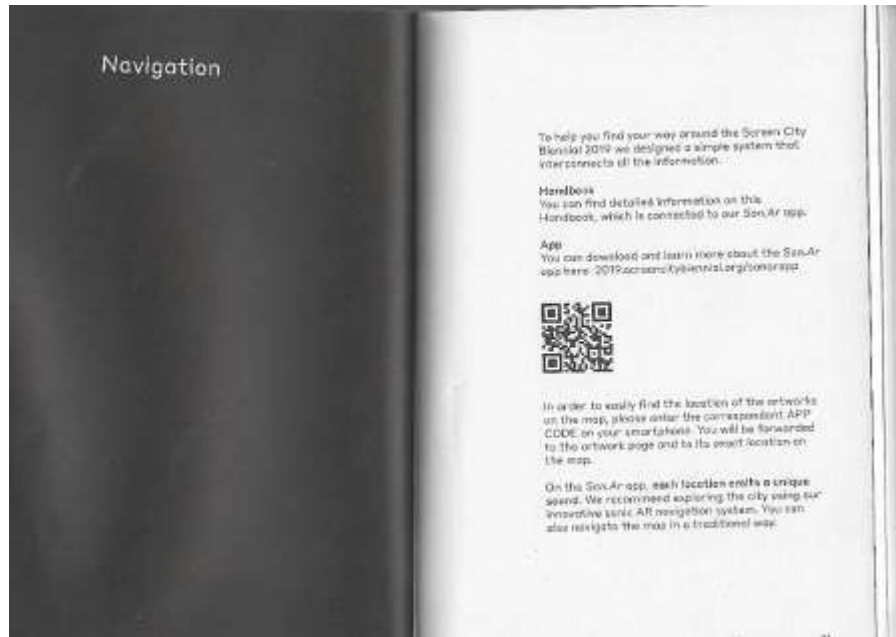 Navigation
To help you find your way around the Screen City
Biennial 2019 we designed a simple system that
interconnects all the information.
Handbook
You can find detailed information on this
Handbook, which is connected to our Son.Ar app.
App
You can download and learn more about the Son.Ar
app here 2019.screencitybiennial.org/sonarapp
In order to easily find the location of the artworks
on the map, please enter the correspondent APP
CODE on your smartphone. You will be forwarded
to the artwork page and to its exact location on
the map.
On the Son.Ar app, each location emits a unique
sound. We recommend exploring the city using our
innovative sonic AR navigation system. You can
also navigate the map in a traditional way.